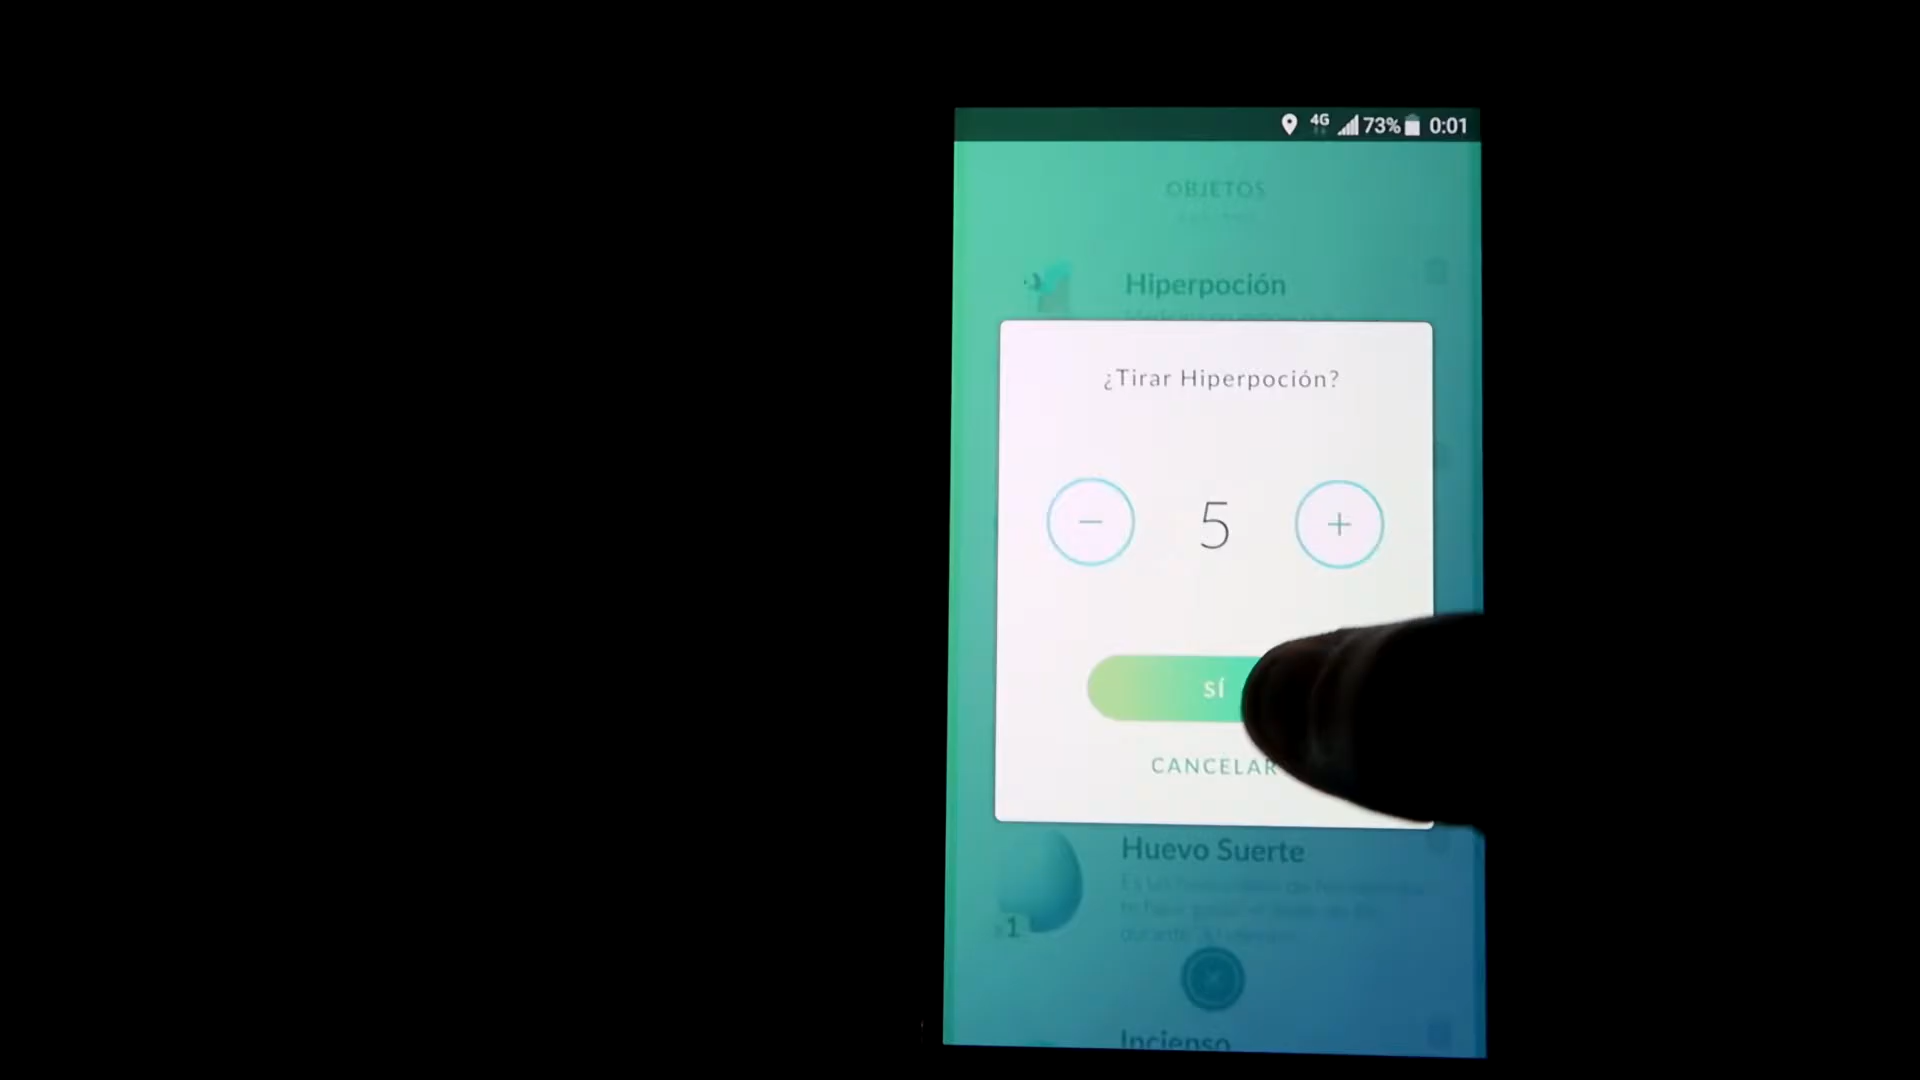 4G 73% 0:01
OBJETOS
Hiperpoción
¿Tirar Hiperpoción?
− 5 +
SÍ
CANCELAR
Huevo Suerte
1
Incienso